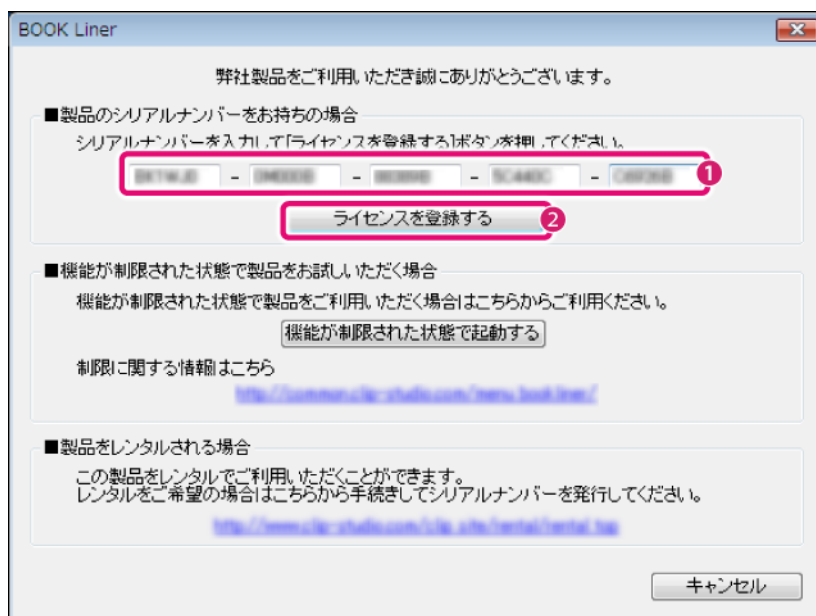 BOOK Liner
弊社製品をご利用いただき誠にありがとうございます。
■製品のシリアルナンバーをお持ちの場合
シリアルナンバーを入力して[ライセンスを登録する]ボタンを押してください。
- - - - 1
ライセンスを登録する 2
■機能が制限された状態で製品をお試しいただく場合
機能が制限された状態で製品をご利用いただく場合はこちらからご利用ください。
機能が制限された状態で起動する
制限に関する情報はこちら
■製品をレンタルされる場合
この製品をレンタルでご利用いただくことができます。
レンタルをご希望の場合はこちらから手続きしてシリアルナンバーを発行してください。
キャンセル